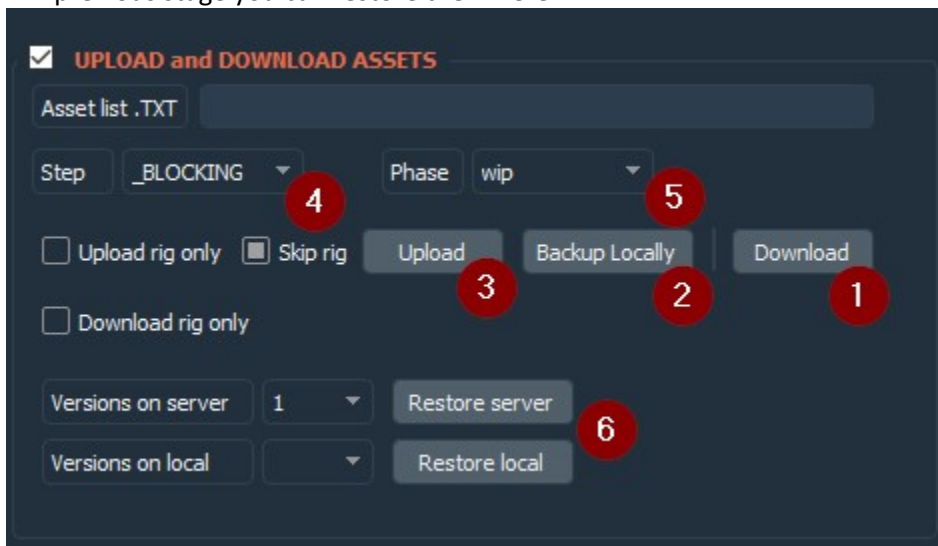 UPLOAD and DOWNLOAD ASSETS
Asset list .TXT
Step _BLOCKING Phase wip
4 5
Upload rig only Skip rig Upload Backup Locally Download
3 2 1
Download rig only
Versions on server 1 Restore server
6
Versions on local Restore local